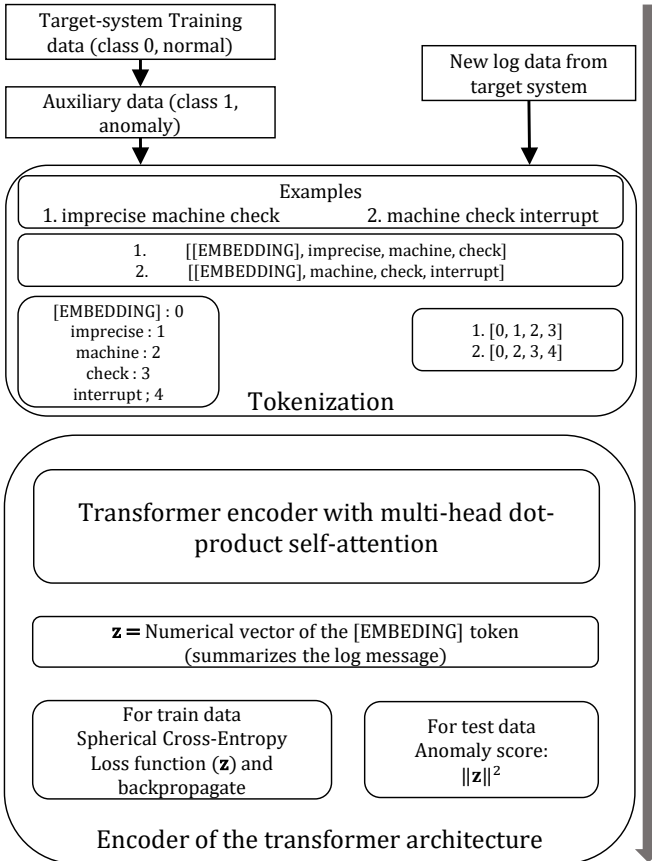 Target-system Training
data (class 0, normal)
New log data from
target system
Auxiliary data (class 1,
anomaly)
Examples
1. imprecise machine check 2. machine check interrupt
1. [[EMBEDDING], imprecise, machine, check]
2. [[EMBEDDING], machine, check, interrupt]
[EMBEDDING] : 0
imprecise : 1
machine : 2
check : 3
interrupt ; 4
1. [0, 1, 2, 3]
2. [0, 2, 3, 4]
Tokenization
Transformer encoder with multi-head dot-
product self-attention
z = Numerical vector of the [EMBEDING] token
(summarizes the log message)
For train data
Spherical Cross-Entropy
Loss function (z) and
backpropagate
For test data
Anomaly score:
‖z‖²
Encoder of the transformer architecture